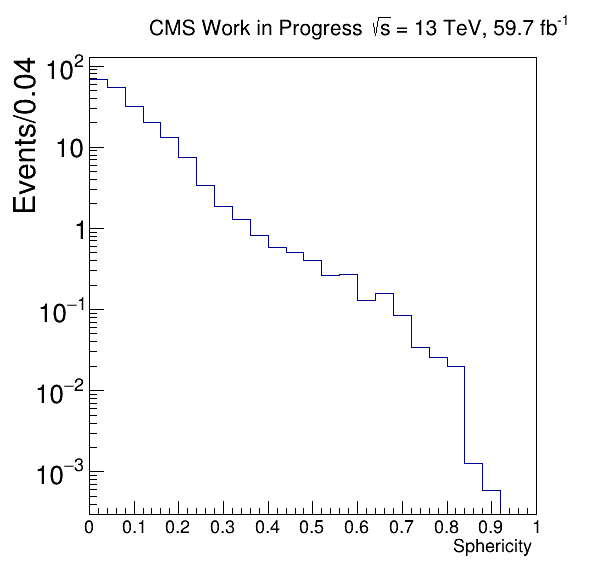 CMS Work in Progress √s = 13 TeV, 59.7 fb⁻¹
Events/0.04
10²
10
1
10⁻¹
10⁻²
10⁻³
0 0.1 0.2 0.3 0.4 0.5 0.6 0.7 0.8 0.9 1
Sphericity